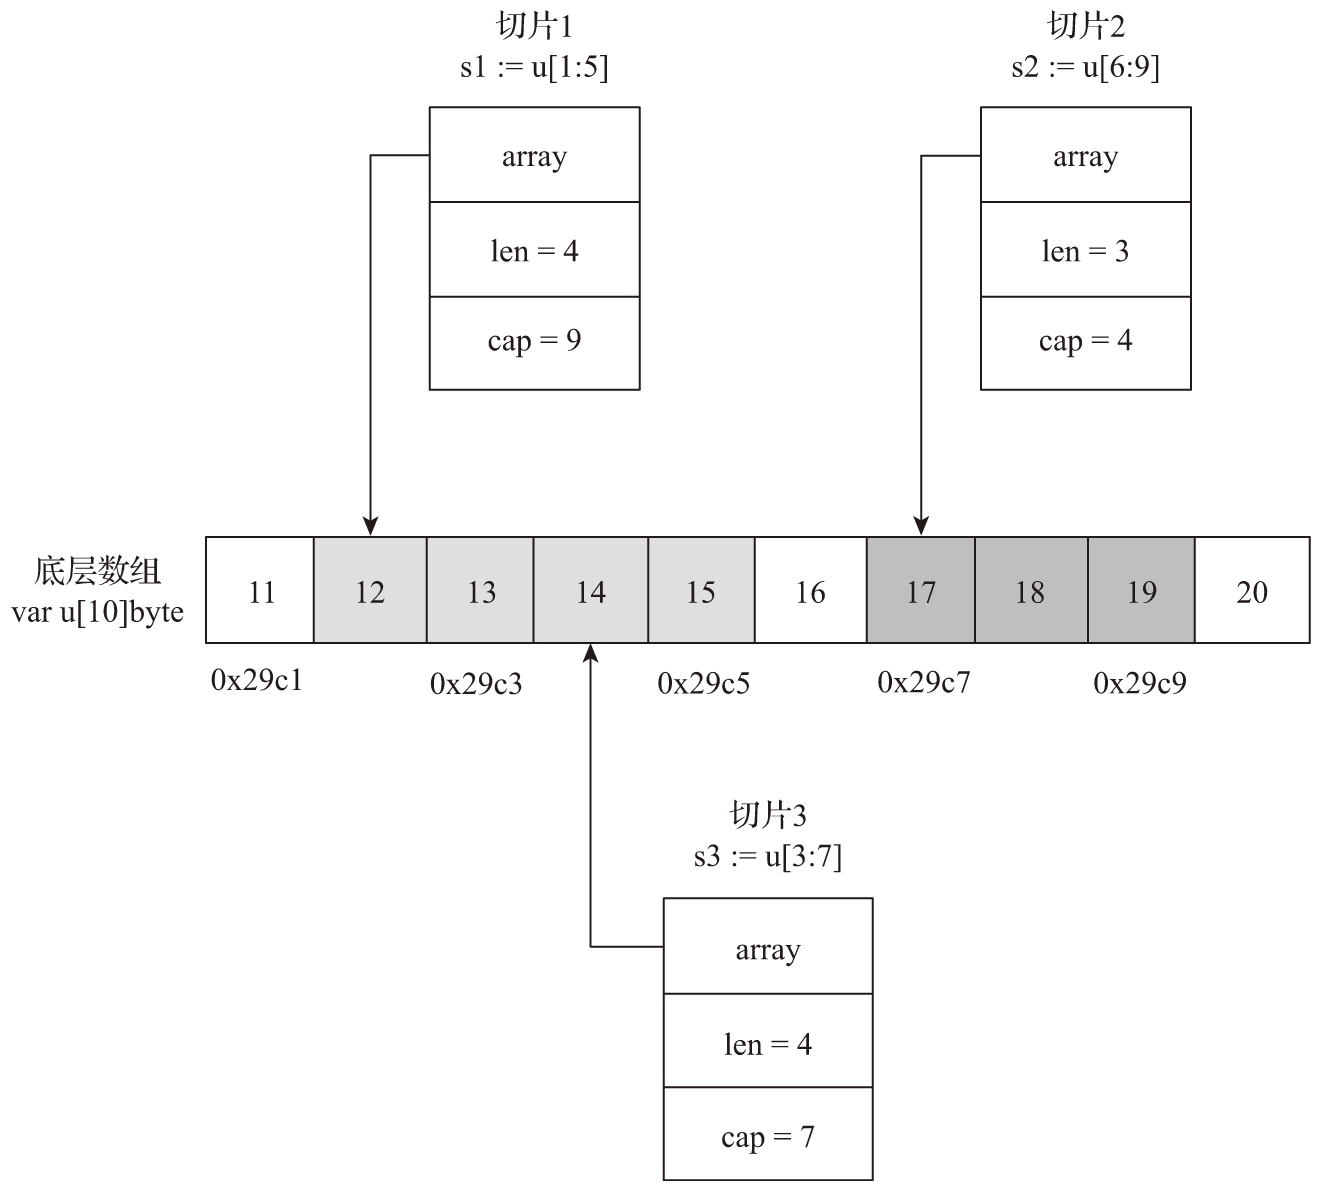 切片1
s1 := u[1:5]
array
len = 4
cap = 9
切片2
s2 := u[6:9]
array
len = 3
cap = 4
底层数组
var u[10]byte
11 12 13 14 15 16 17 18 19 20
0x29c1 0x29c3 0x29c5 0x29c7 0x29c9
切片3
s3 := u[3:7]
array
len = 4
cap = 7